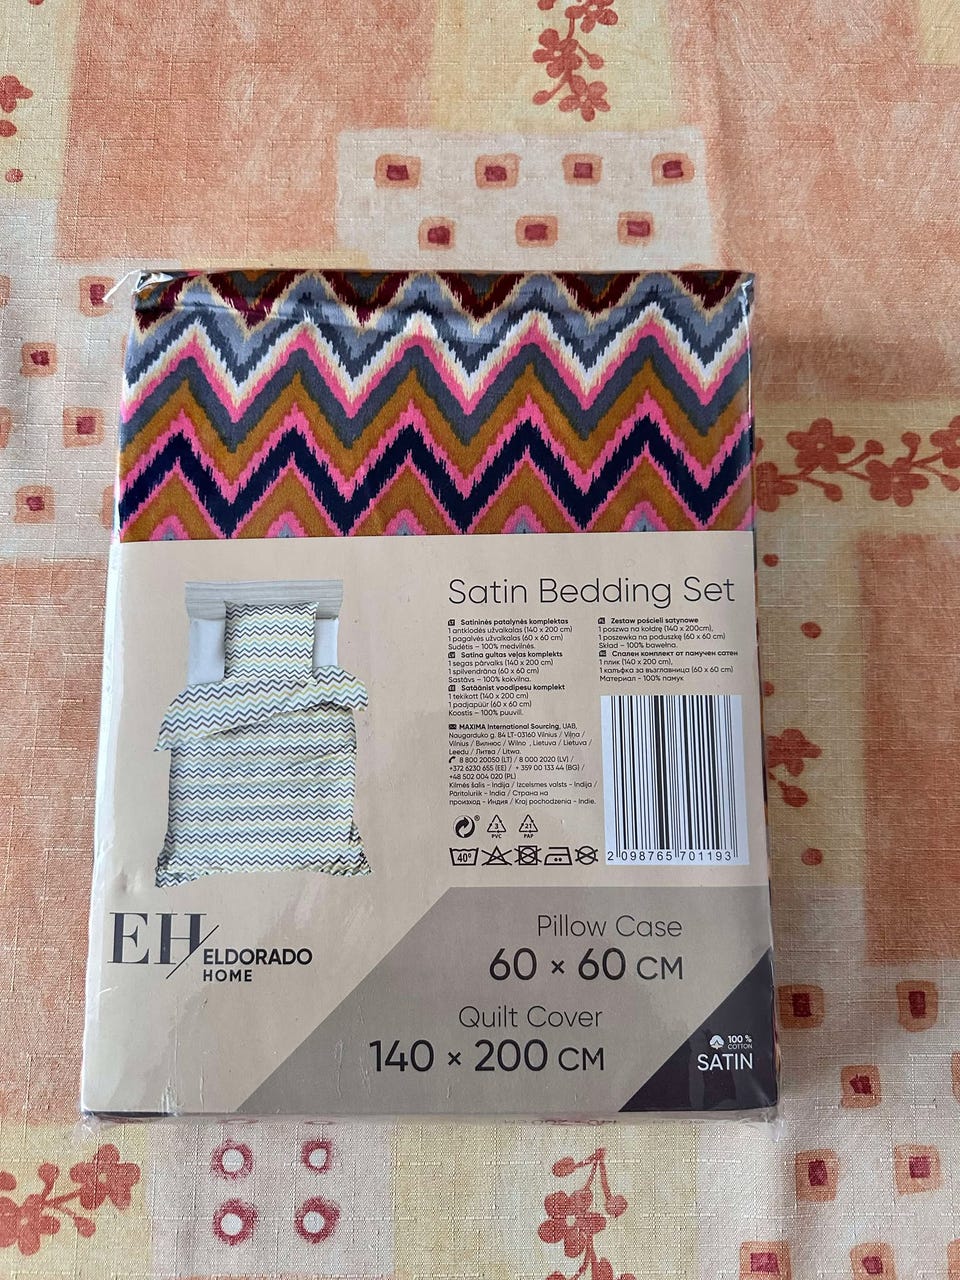 Satin Bedding Set
LT Satininės patalynės komplektas
1 antklodės užvalkalas (140 x 200 cm)
1 pagalvės užvalkalas (60 x 60 cm)
Sudėtis – 100% medvilnės.
LV Satīna gultas veļas komplekts
1 segas pārvalks (140 x 200 cm)
1 spilvendrāna (60 x 60 cm)
Sastāvs – 100% kokvilna.
EE Satäänist voodipesu komplekt
1 tekikott (140 x 200 cm)
1 padjapüür (60 x 60 cm)
Koostis – 100% puuvill.
PL Zestaw pościeli satynowe
1 poszwa na kołdrę (140 x 200cm),
1 poszewka na poduszkę (60 x 60 cm)
Skład – 100% bawełna.
BG Спален комплект от памучен сатен
1 плик (140 x 200 cm),
1 калъфка за възглавница (60 x 60 cm)
Материал - 100% памук
MAXIMA International Sourcing, UAB,
Naugarduko g. 84 LT-03160 Vilnius / Viļņa /
Vilnius / Вилнюс / Wilno , Lietuva / Lietuva /
Leedu / Литва / Litwa.
8 800 20050 (LT) / 8 000 2020 (LV) /
+372 6230 655 (EE) / + 359 00 133 44 (BG) /
+48 502 004 020 (PL)
Kilmės šalis - Indija / Izcelsmes valsts - Indija /
Päritoluriik - India / Страна на
произход - Индия / Kraj pochodzenia - Indie.
3
PVC
21
PAP
40°
2 098765 701193
EH
ELDORADO
HOME
Pillow Case
60 × 60 CM
Quilt Cover
140 × 200 CM
100 %
COTTON
SATIN